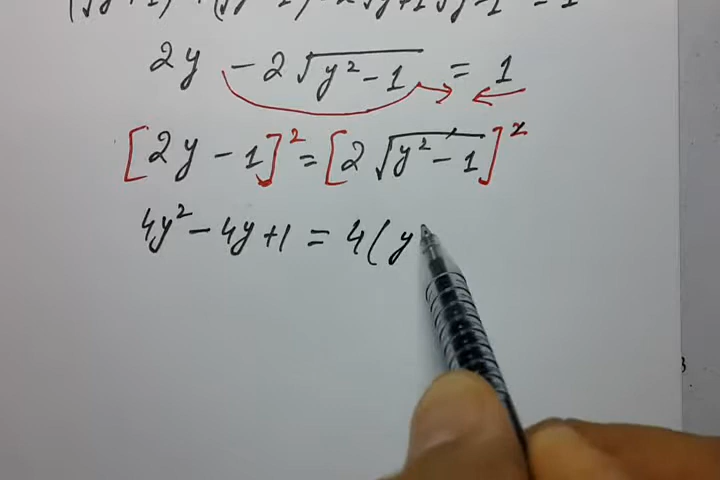 2y - 2√(y² - 1) = 1
[2y - 1]² = [2√(y² - 1)]²
4y² - 4y + 1 = 4(y